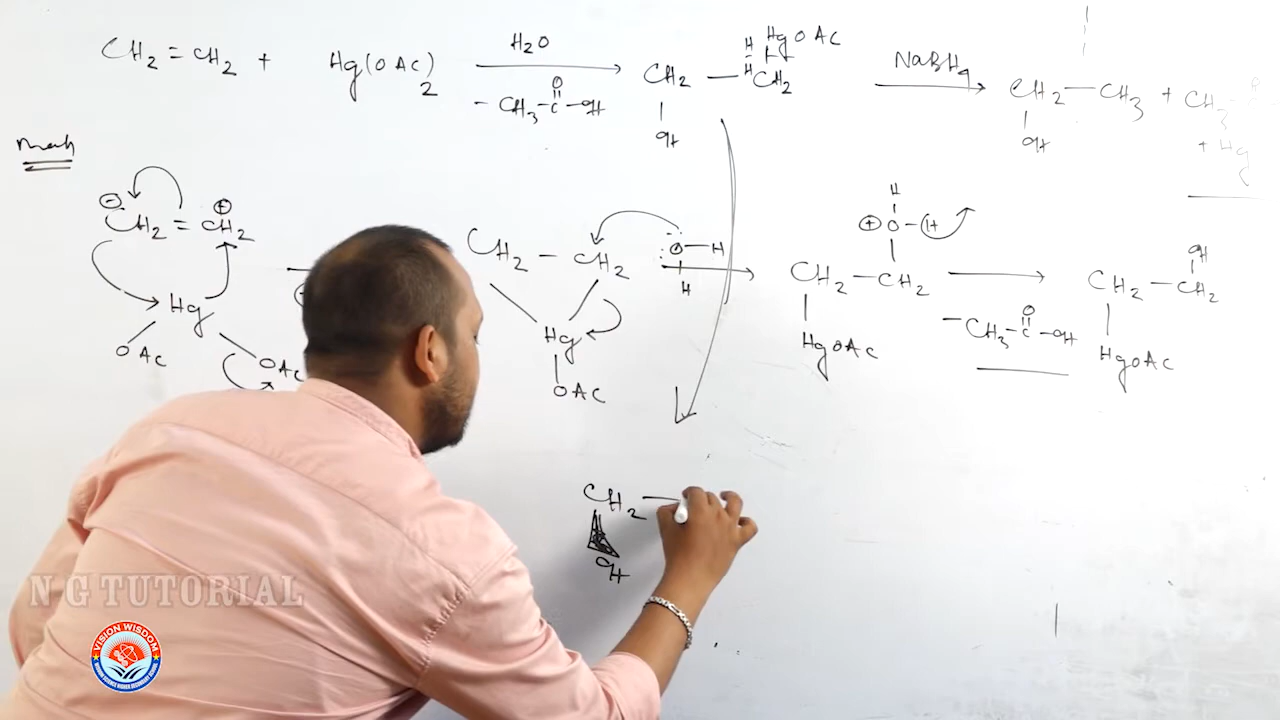 CH2 = CH2 + Hg(OAc)2 H2O - CH3-C-OH O CH2 - CH2 OH H H HgOAc NaBH4 CH2 - CH3 OH + CH3 + Hg
Mech
⊖ CH2 = CH2 ⊕ Hg OAc OAc
CH2 - CH2 Hg OAc O-H H
CH2 - CH2 HgOAc ⊕ O - H H
- CH3-C-OH O
CH2 - CH2 OH HgOAc
CH2 - OH
N G TUTORIAL
VISION WISDOM